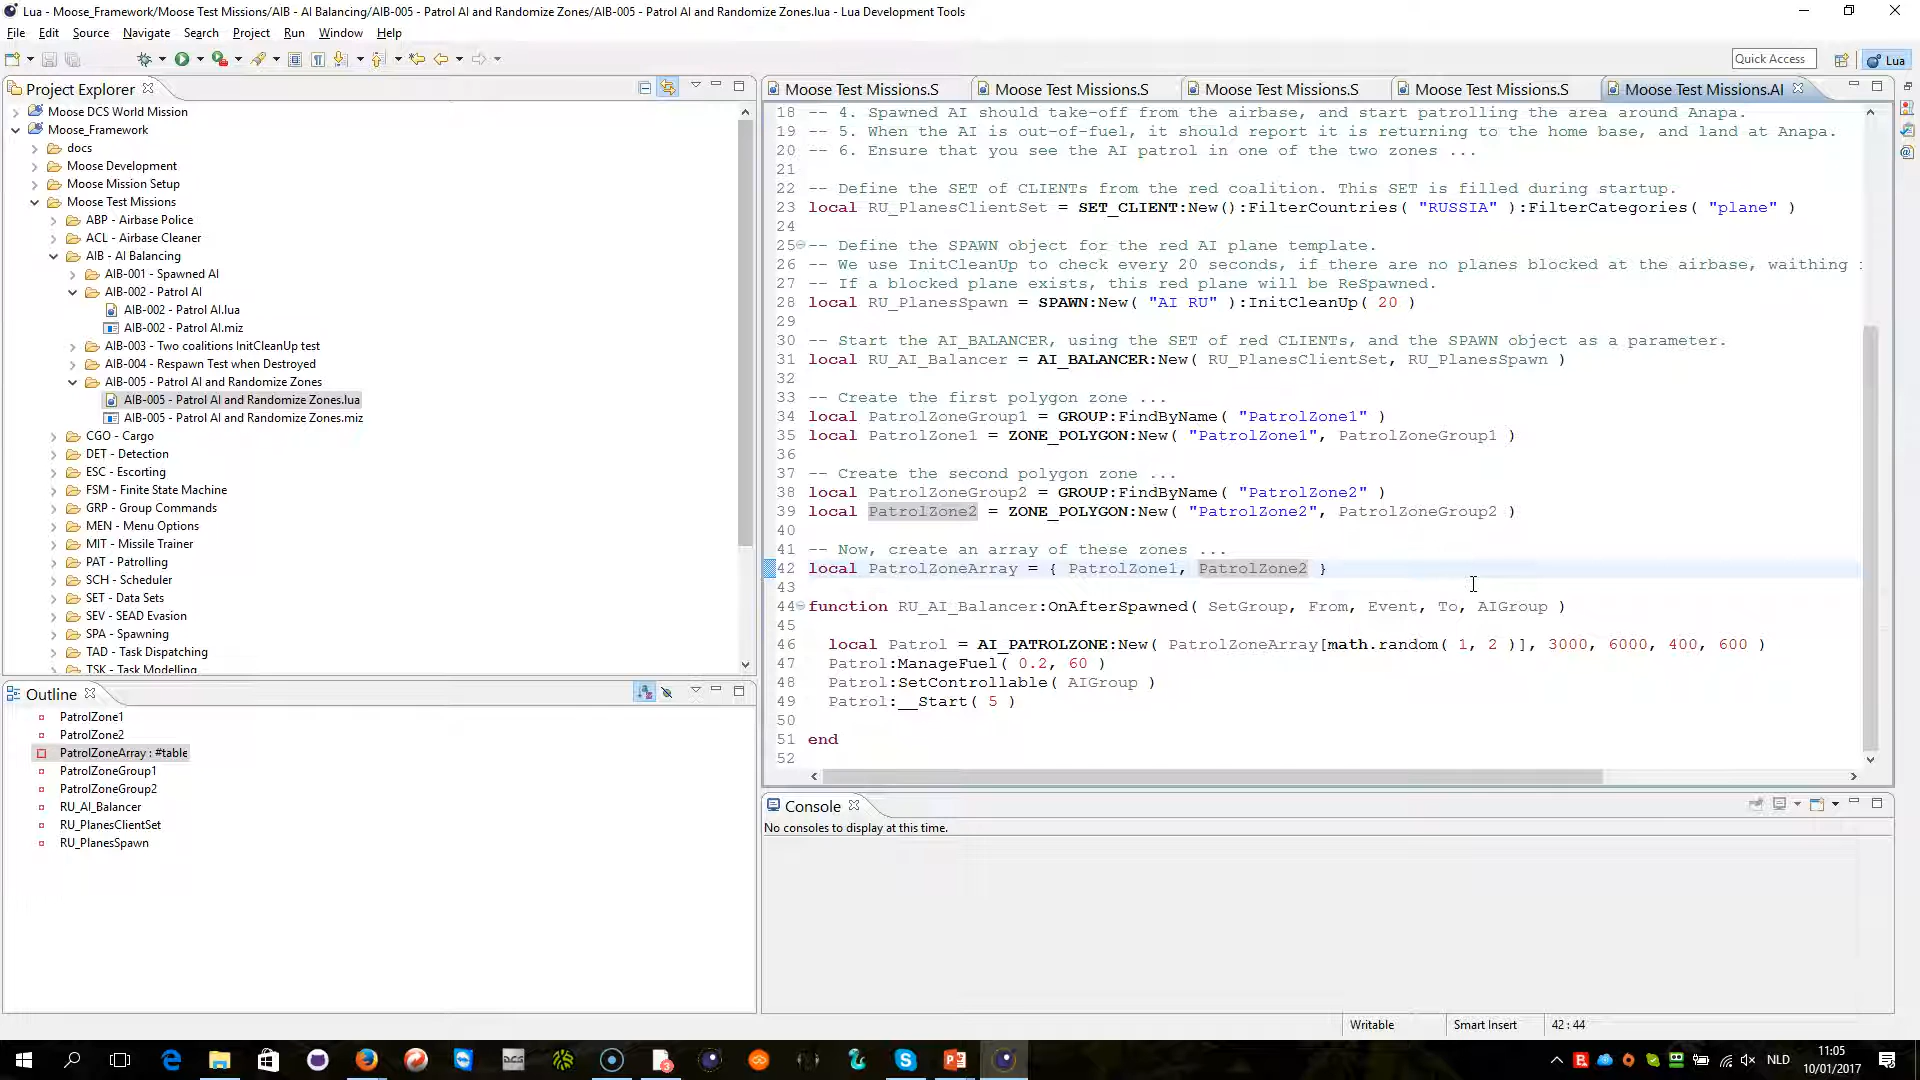 Lua - Moose_Framework/Moose Test Missions/AIB - AI Balancing/AIB-005 - Patrol AI and Randomize Zones/AIB-005 - Patrol AI and Randomize Zones.lua - Lua Development Tools
File Edit Source Navigate Search Project Run Window Help
Quick Access
Lua
Project Explorer
Moose DCS World Mission
Moose_Framework
docs
Moose Development
Moose Mission Setup
Moose Test Missions
ABP - Airbase Police
ACL - Airbase Cleaner
AIB - AI Balancing
AIB-001 - Spawned AI
AIB-002 - Patrol AI
AIB-002 - Patrol AI.lua
AIB-002 - Patrol AI.miz
AIB-003 - Two coalitions InitCleanUp test
AIB-004 - Respawn Test when Destroyed
AIB-005 - Patrol AI and Randomize Zones
AIB-005 - Patrol AI and Randomize Zones.lua
AIB-005 - Patrol AI and Randomize Zones.miz
CGO - Cargo
DET - Detection
ESC - Escorting
FSM - Finite State Machine
GRP - Group Commands
MEN - Menu Options
MIT - Missile Trainer
PAT - Patrolling
SCH - Scheduler
SET - Data Sets
SEV - SEAD Evasion
SPA - Spawning
TAD - Task Dispatching
TSK - Task Modelling
Outline
PatrolZone1
PatrolZone2
PatrolZoneArray : #table
PatrolZoneGroup1
PatrolZoneGroup2
RU_AI_Balancer
RU_PlanesClientSet
RU_PlanesSpawn
Moose Test Missions.S Moose Test Missions.S Moose Test Missions.S Moose Test Missions.S Moose Test Missions.AI
18 -- 4. Spawned AI should take-off from the airbase, and start patrolling the area around Anapa.
19 -- 5. When the AI is out-of-fuel, it should report it is returning to the home base, and land at Anapa.
20 -- 6. Ensure that you see the AI patrol in one of the two zones ...
21
22 -- Define the SET of CLIENTs from the red coalition. This SET is filled during startup.
23 local RU_PlanesClientSet = SET_CLIENT:New():FilterCountries( "RUSSIA" ):FilterCategories( "plane" )
24
25 -- Define the SPAWN object for the red AI plane template.
26 -- We use InitCleanUp to check every 20 seconds, if there are no planes blocked at the airbase, waithing
27 -- If a blocked plane exists, this red plane will be ReSpawned.
28 local RU_PlanesSpawn = SPAWN:New( "AI RU" ):InitCleanUp( 20 )
29
30 -- Start the AI_BALANCER, using the SET of red CLIENTs, and the SPAWN object as a parameter.
31 local RU_AI_Balancer = AI_BALANCER:New( RU_PlanesClientSet, RU_PlanesSpawn )
32
33 -- Create the first polygon zone ...
34 local PatrolZoneGroup1 = GROUP:FindByName( "PatrolZone1" )
35 local PatrolZone1 = ZONE_POLYGON:New( "PatrolZone1", PatrolZoneGroup1 )
36
37 -- Create the second polygon zone ...
38 local PatrolZoneGroup2 = GROUP:FindByName( "PatrolZone2" )
39 local PatrolZone2 = ZONE_POLYGON:New( "PatrolZone2", PatrolZoneGroup2 )
40
41 -- Now, create an array of these zones ...
42 local PatrolZoneArray = { PatrolZone1, PatrolZone2 }
43
44 function RU_AI_Balancer:OnAfterSpawned( SetGroup, From, Event, To, AIGroup )
45
46 local Patrol = AI_PATROLZONE:New( PatrolZoneArray[math.random( 1, 2 )], 3000, 6000, 400, 600 )
47 Patrol:ManageFuel( 0.2, 60 )
48 Patrol:SetControllable( AIGroup )
49 Patrol:__Start( 5 )
50
51 end
52
Console
No consoles to display at this time.
Writable Smart Insert 42 : 44
NLD
11:05
10/01/2017